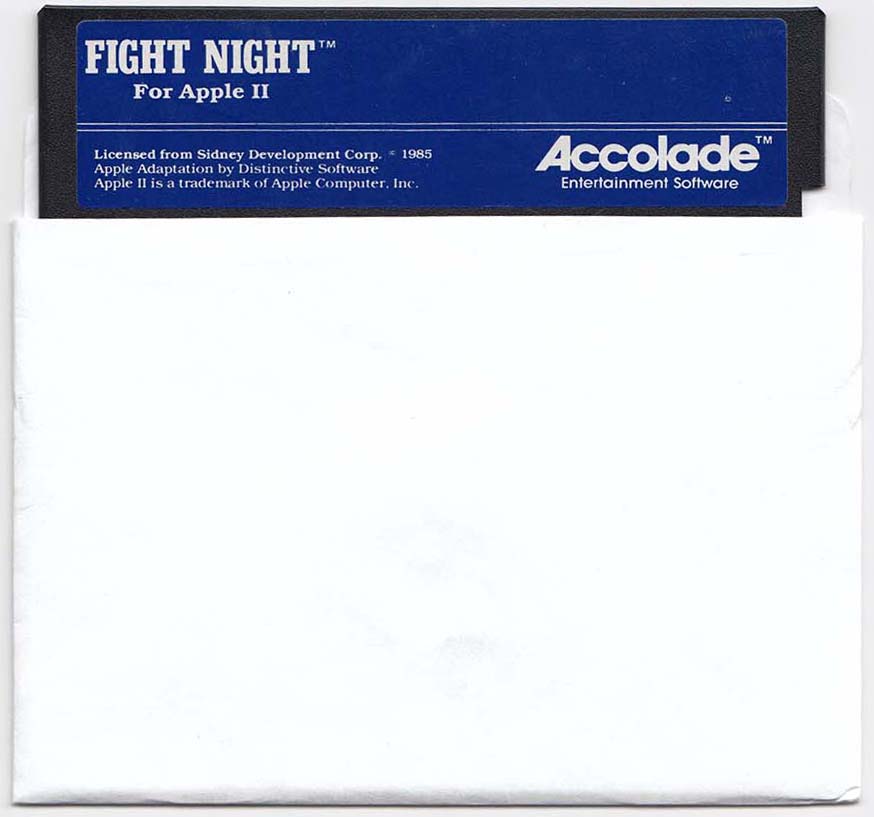 FIGHT NIGHT™
For Apple II
Licensed from Sidney Development Corp. © 1985
Apple Adaptation by Distinctive Software
Apple II is a trademark of Apple Computer, Inc.
Accolade™
Entertainment Software